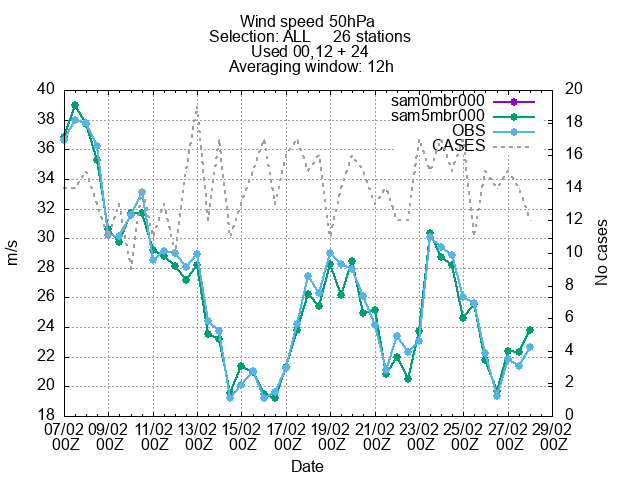 Wind speed 50hPa
Selection: ALL     26 stations
Used 00,12 + 24
Averaging window: 12h
sam0mbr000
sam5mbr000
OBS
CASES
40
38
36
34
32
30
28
26
24
22
20
18
m/s
20
18
16
14
12
10
8
6
4
2
0
No cases
07/02 09/02 11/02 13/02 15/02 17/02 19/02 21/02 23/02 25/02 27/02 29/02
00Z 00Z 00Z 00Z 00Z 00Z 00Z 00Z 00Z 00Z 00Z 00Z
Date